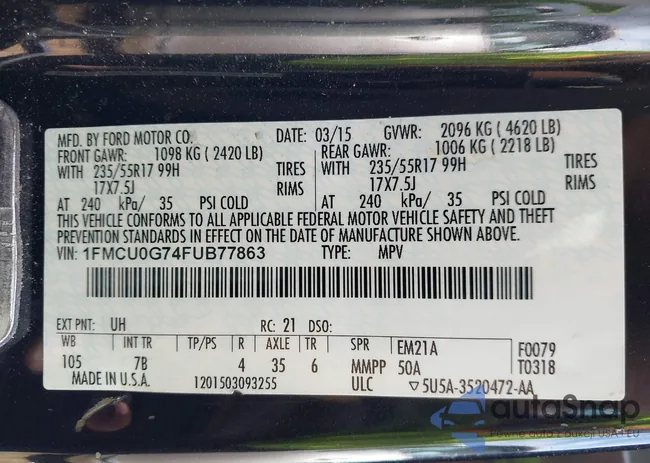 MFD. BY FORD MOTOR CO. DATE: 03/15 GVWR: 2096 KG ( 4620 LB)
FRONT GAWR: 1098 KG ( 2420 LB) REAR GAWR: 1006 KG ( 2218 LB)
WITH 235/55R17 99H TIRES WITH 235/55R17 99H TIRES
17X7.5J RIMS 17X7.5J RIMS
AT 240 kPa/ 35 PSI COLD AT 240 kPa/ 35 PSI COLD
THIS VEHICLE CONFORMS TO ALL APPLICABLE FEDERAL MOTOR VEHICLE SAFETY AND THEFT
PREVENTION STANDARDS IN EFFECT ON THE DATE OF MANUFACTURE SHOWN ABOVE.
VIN: 1FMCU0G74FUB77863 TYPE: MPV
EXT PNT: UH RC: 21 DSO:
WB INT TR TP/PS R AXLE TR SPR EM21A F0079
105 7B 4 35 6 MMPP 50A T0318
MADE IN U.S.A. 1201503093255 ULC ▽5U5A-3520472-AA
autoSnap